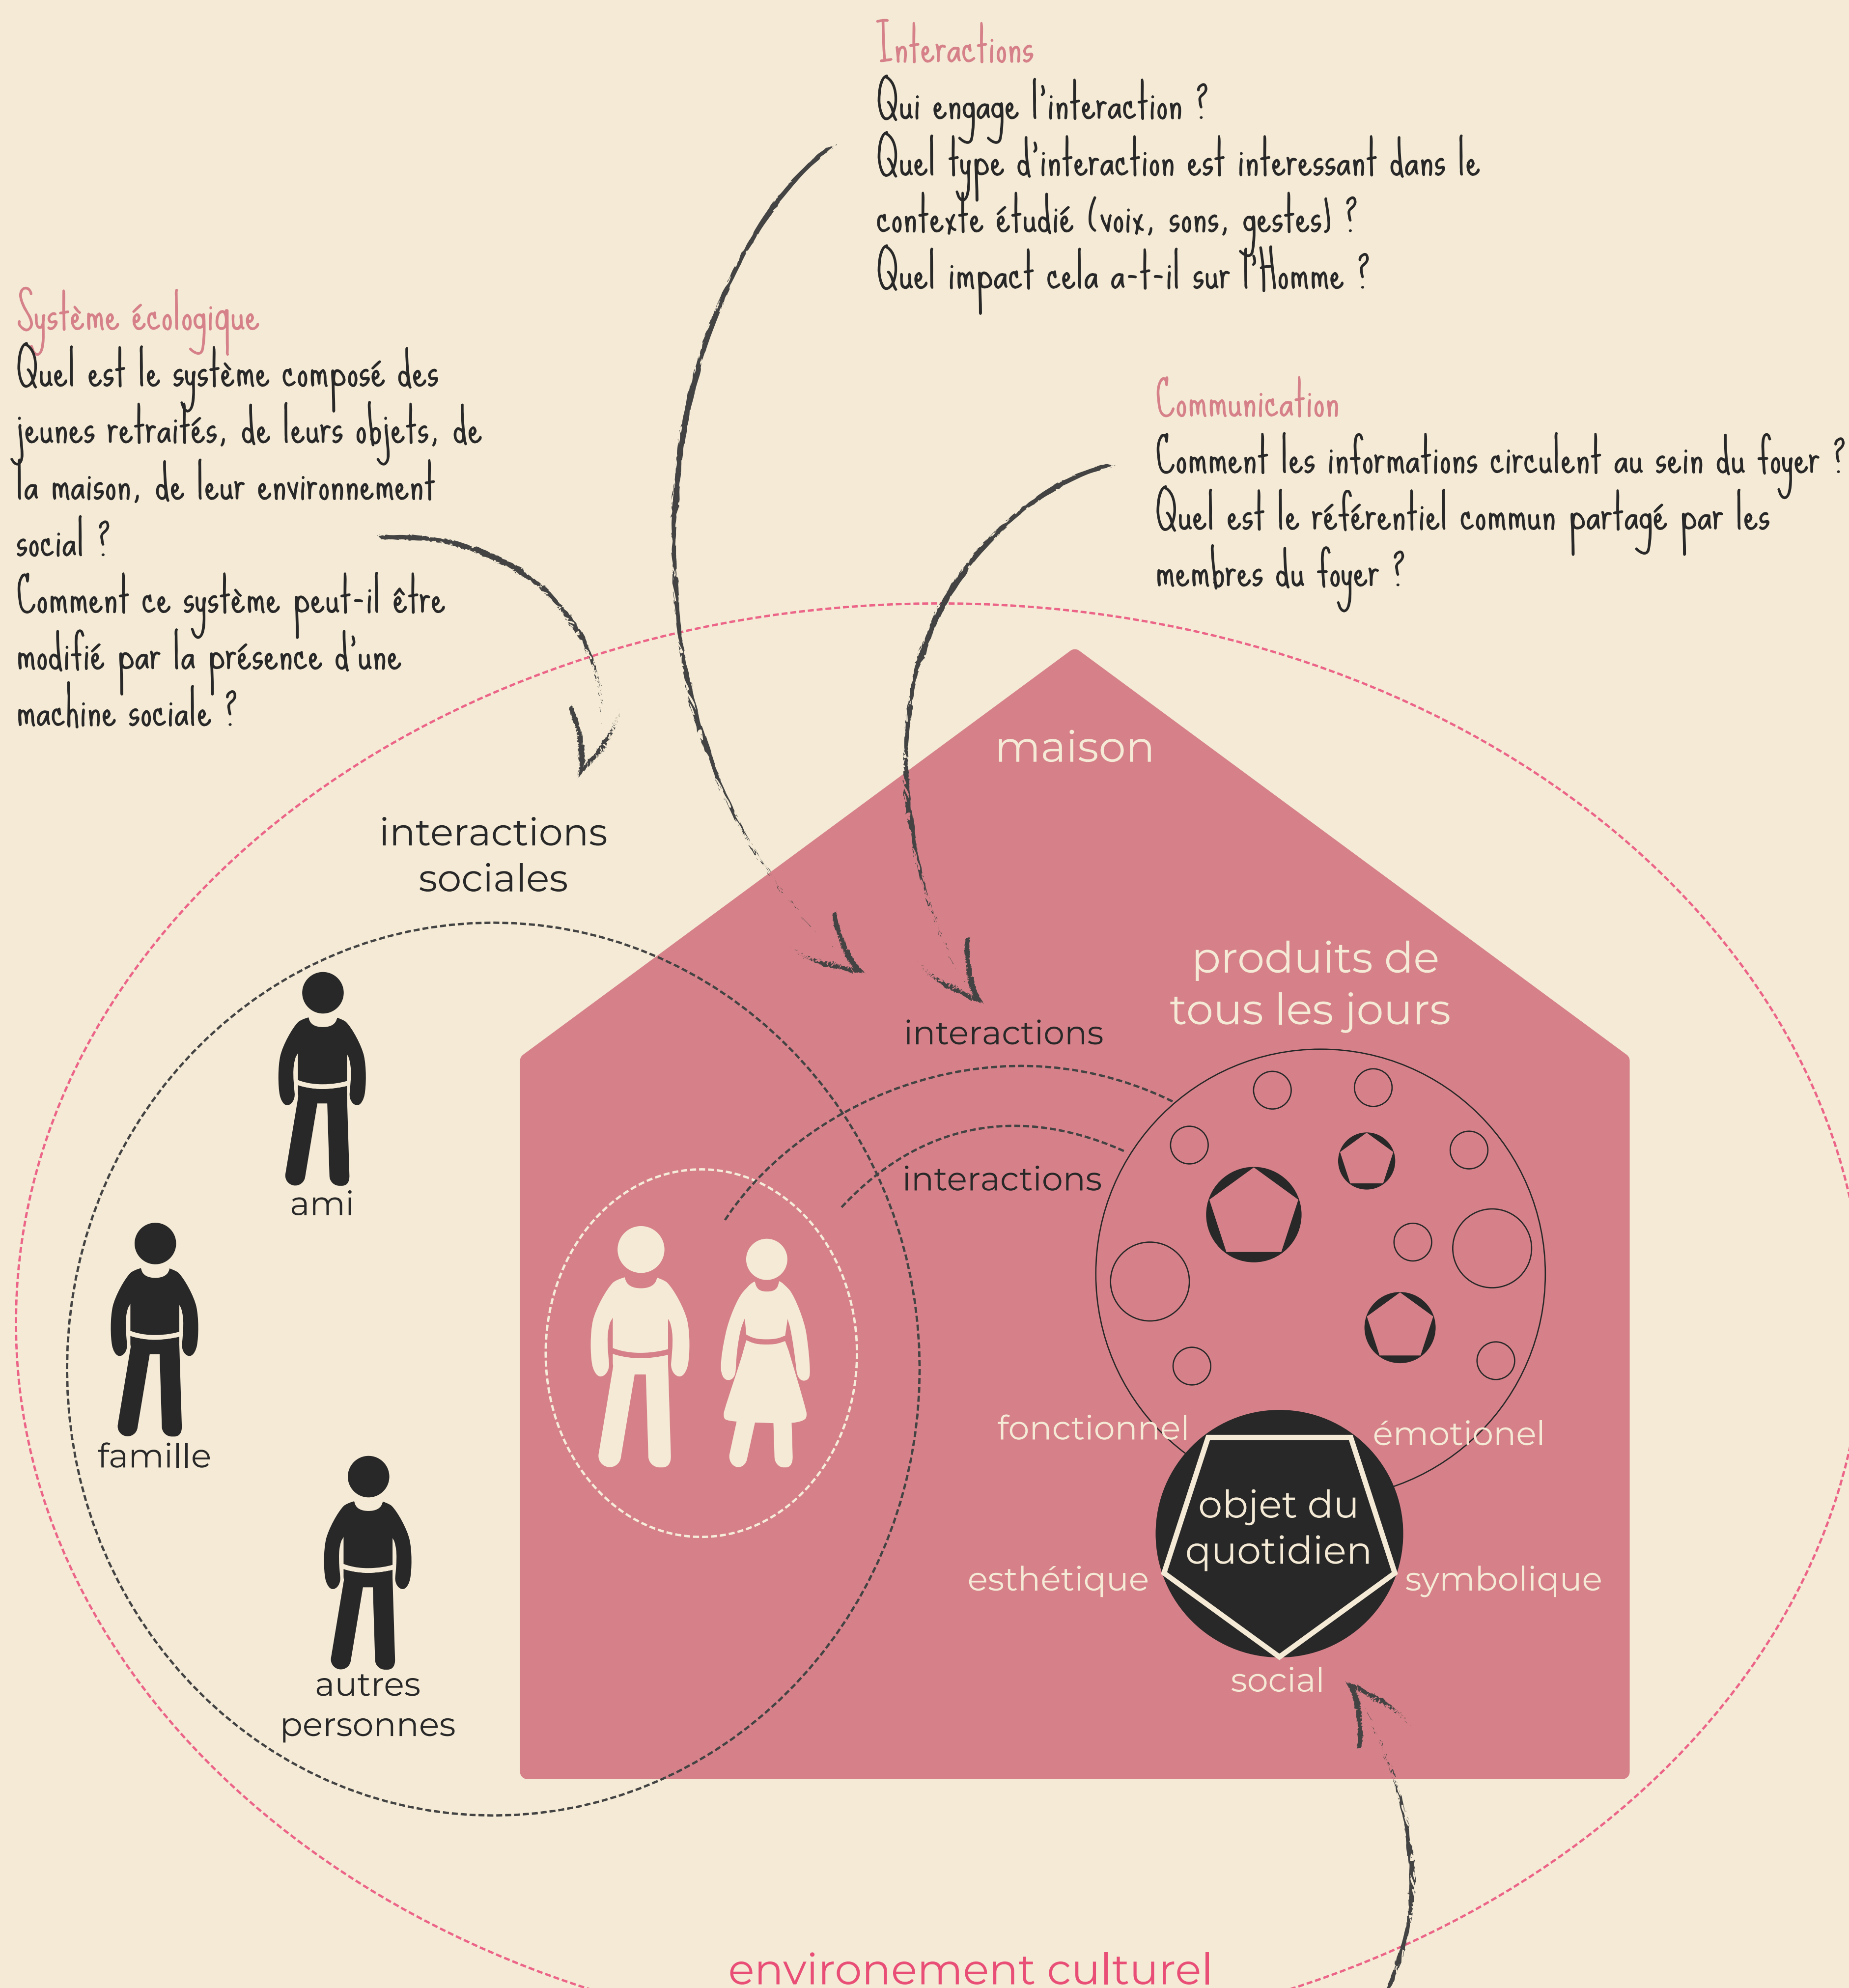 Interactions
Qui engage l'interaction ?
Quel type d'interaction est interessant dans le
contexte étudié (voix, sons, gestes) ?
Quel impact cela a-t-il sur l'Homme ?
Système écologique
Quel est le système composé des
jeunes retraités, de leurs objets, de
la maison, de leur environnement
social ?
Comment ce système peut-il être
modifié par la présence d'une
machine sociale ?
Communication
Comment les informations circulent au sein du foyer ?
Quel est le référentiel commun partagé par les
membres du foyer ?
maison
interactions
sociales
produits de
tous les jours
interactions
interactions
ami
famille
autres
personnes
fonctionnel
émotionel
objet du
quotidien
esthétique
symbolique
social
environement culturel